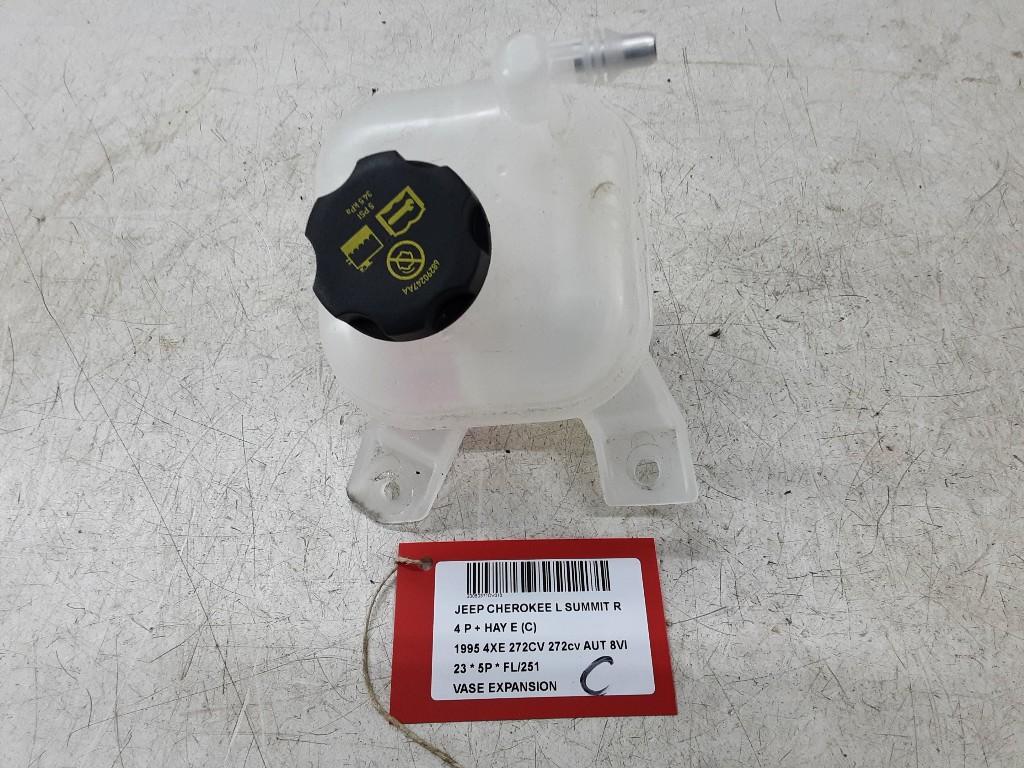 5 PSI
34.5 kPa
68290247AA
JEEP CHEROKEE L SUMMIT R
4 P + HAY E (C)
1995 4XE 272CV 272cv AUT 8VI
23 * 5P * FL/251
VASE EXPANSION
C